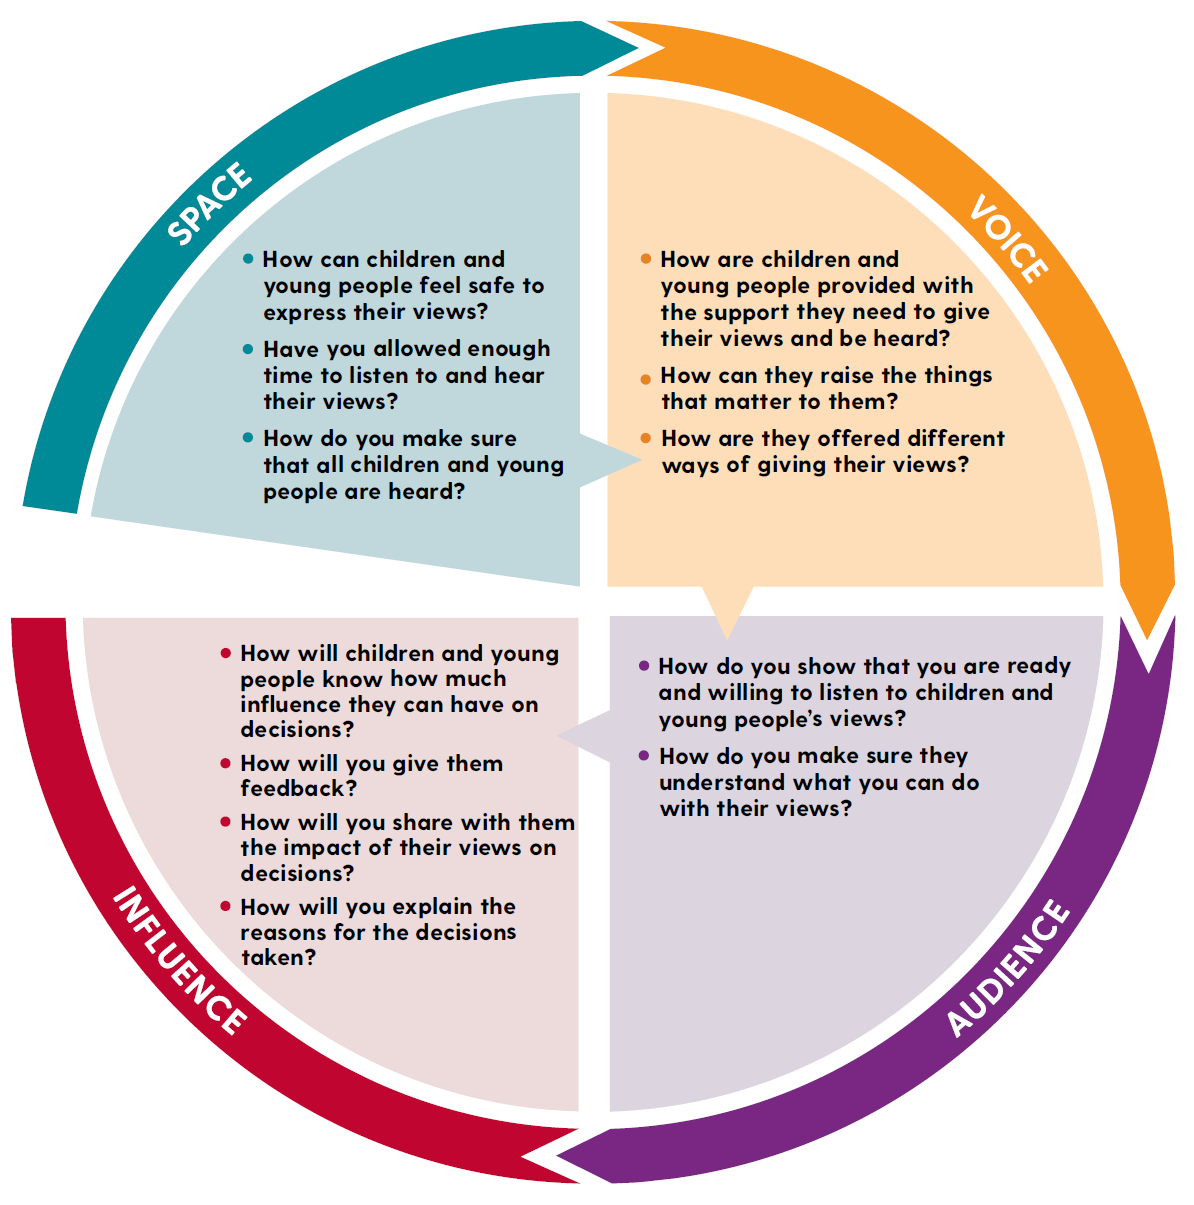 SPACE
How can children and
young people feel safe to
express their views?
Have you allowed enough
time to listen to and hear
their views?
How do you make sure
that all children and young
people are heard?
VOICE
How are children and
young people provided with
the support they need to give
their views and be heard?
How can they raise the things
that matter to them?
How are they offered different
ways of giving their views?
AUDIENCE
How do you show that you are ready
and willing to listen to children and
young people's views?
How do you make sure they
understand what you can do
with their views?
INFLUENCE
How will children and young
people know how much
influence they can have on
decisions?
How will you give them
feedback?
How will you share with them
the impact of their views on
decisions?
How will you explain the
reasons for the decisions
taken?